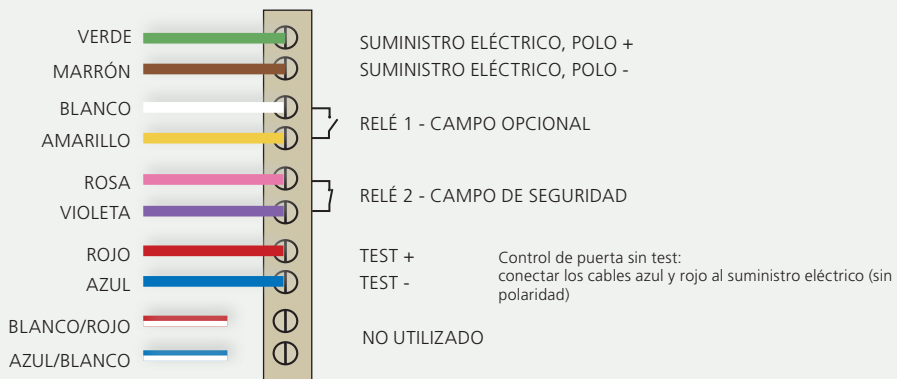 VERDE
SUMINISTRO ELÉCTRICO, POLO +
MARRÓN
SUMINISTRO ELÉCTRICO, POLO -
BLANCO
RELÉ 1 - CAMPO OPCIONAL
AMARILLO
ROSA
RELÉ 2 - CAMPO DE SEGURIDAD
VIOLETA
ROJO
TEST +
AZUL
TEST -
Control de puerta sin test:
conectar los cables azul y rojo al suministro eléctrico (sin
polaridad)
BLANCO/ROJO
NO UTILIZADO
AZUL/BLANCO